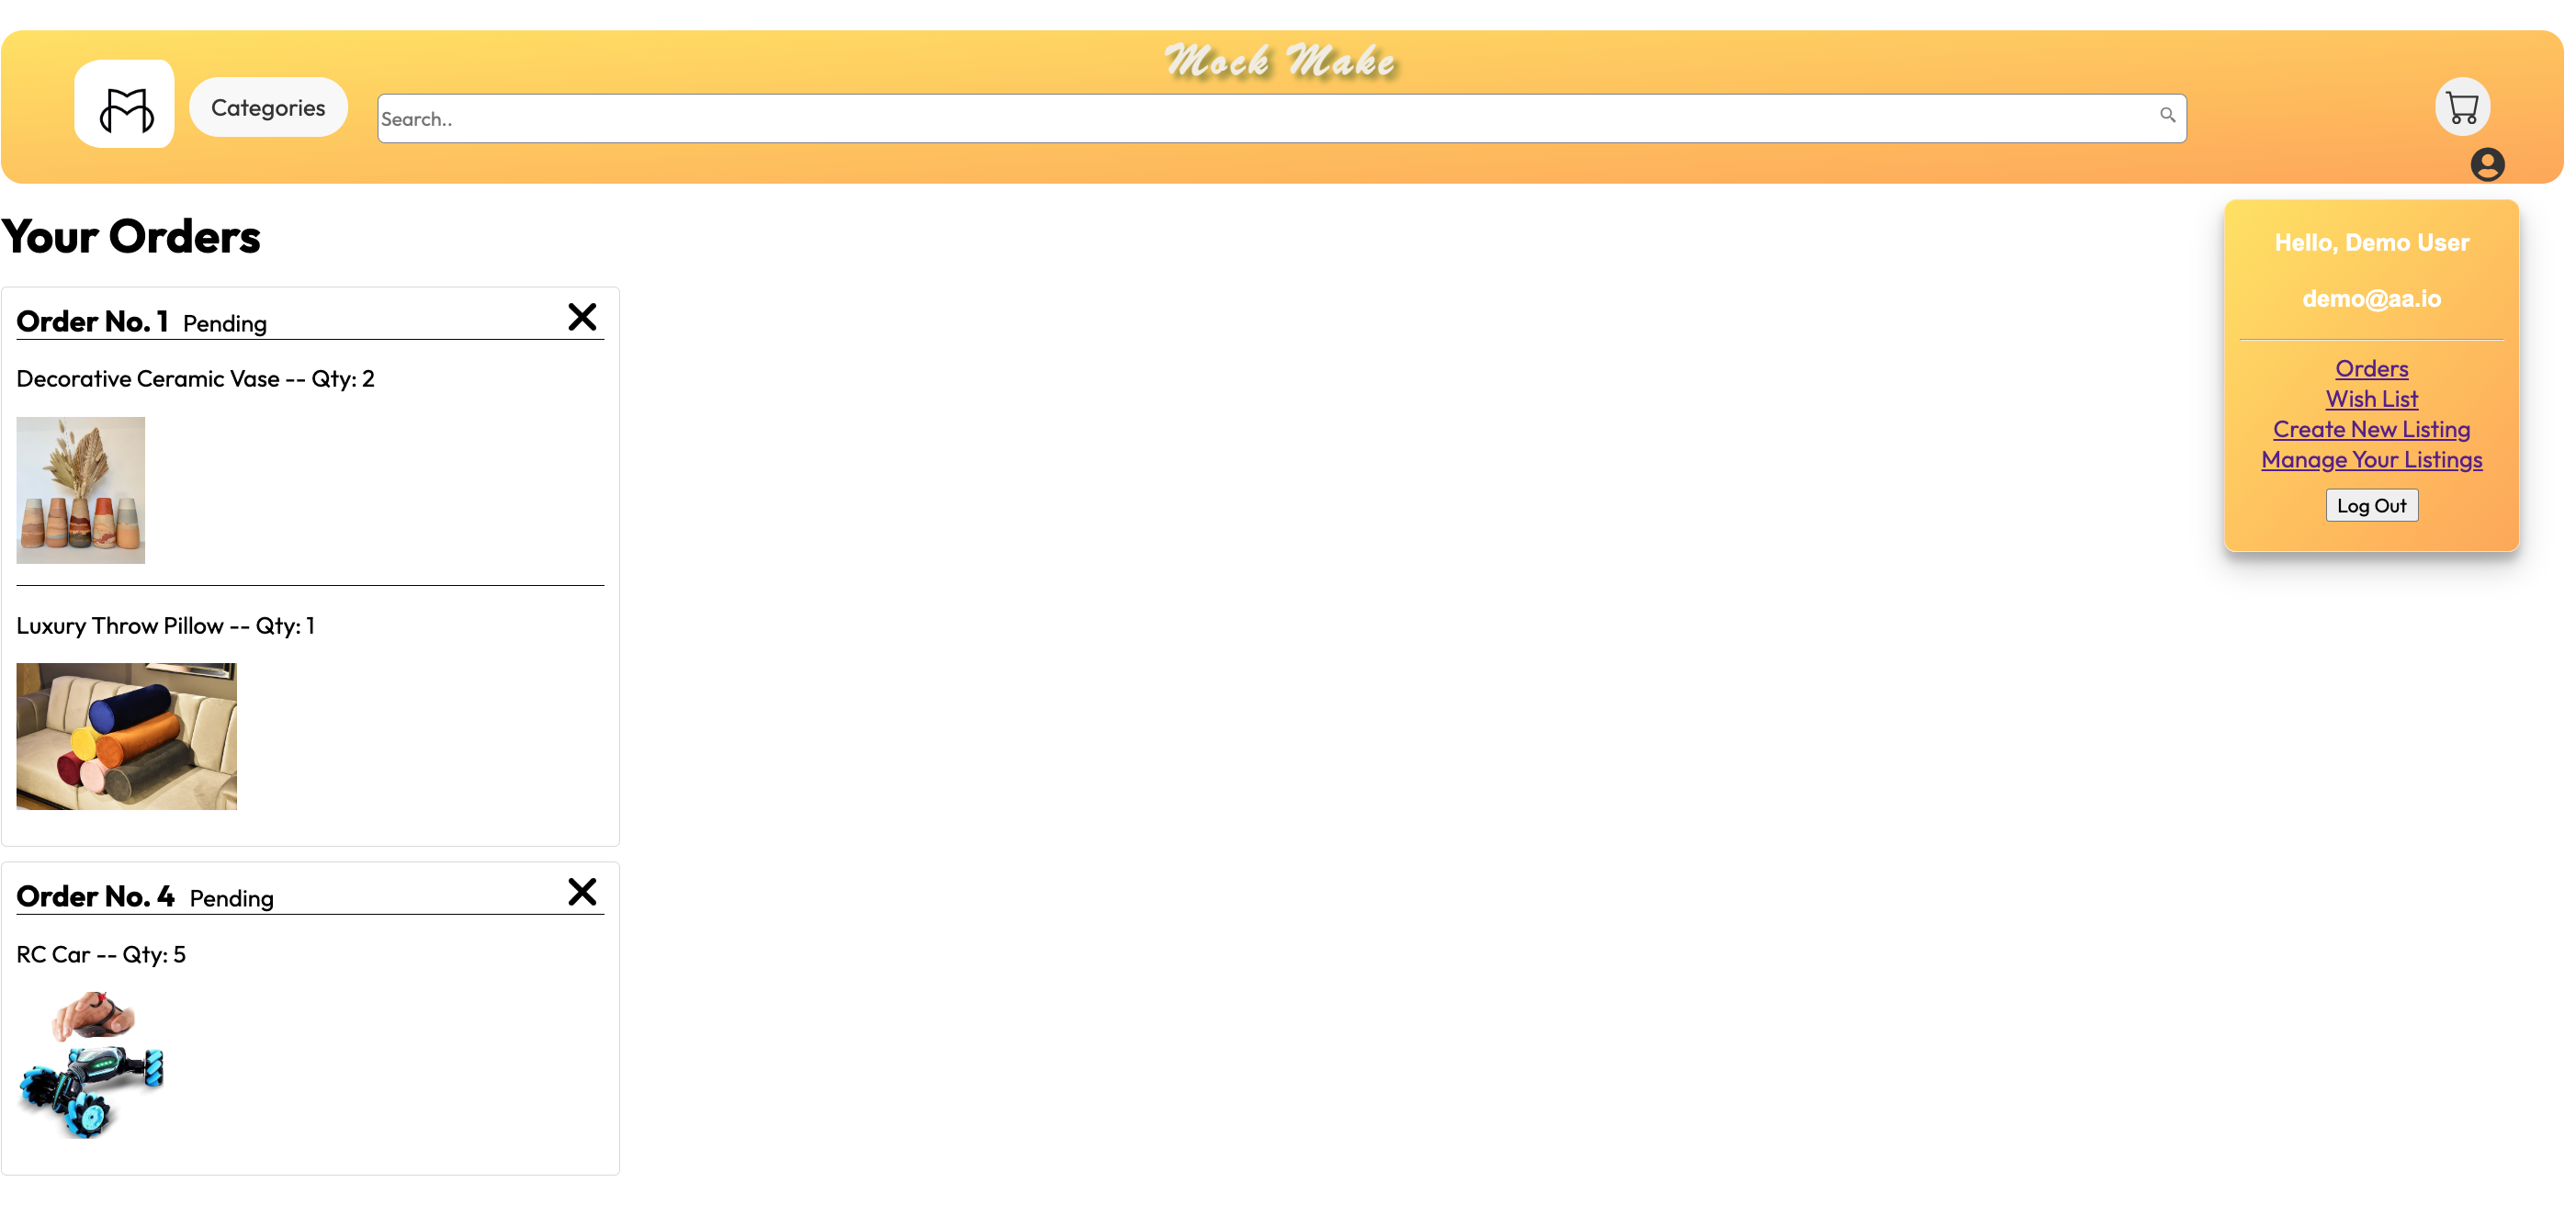 Mock Make
Categories
Search..
Your Orders
Order No. 1 Pending
Decorative Ceramic Vase -- Qty: 2
Luxury Throw Pillow -- Qty: 1
Order No. 4 Pending
RC Car -- Qty: 5
Hello, Demo User
demo@aa.io
Orders
Wish List
Create New Listing
Manage Your Listings
Log Out